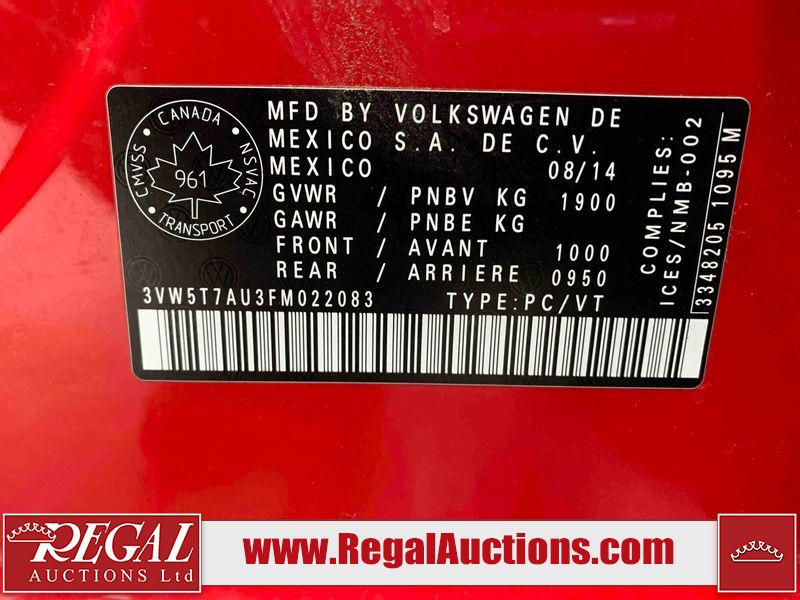 CANADA
CMVSS
NSVAC
961
TRANSPORT
MFD BY VOLKSWAGEN DE
MEXICO S.A. DE C.V.
MEXICO 08/14
GVWR / PNBV KG 1900
GAWR / PNBE KG
FRONT / AVANT 1000
REAR / ARRIERE 0950
3VW5T7AU3FM022083 TYPE:PC/VT
COMPLIES:
ICES/NMB-002
3348205 1095 M
REGAL
AUCTIONS Ltd
www.RegalAuctions.com